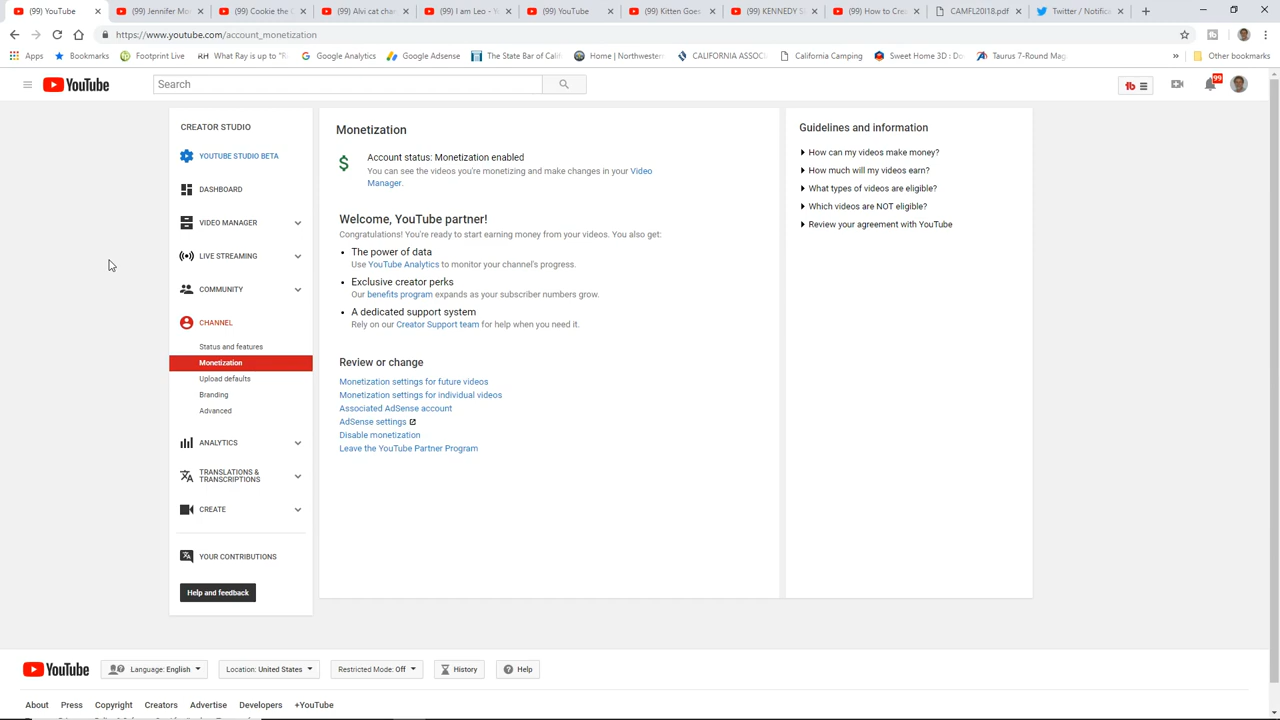 (99) YouTube
(99) Jennifer Mo
(99) Cookie the C
(99) Alvi cat char
(99) I am Leo - Y
(99) YouTube
(99) Kitten Goes
(99) KENNEDY S
(99) How to Crea
CAMFL20I18.pdf
Twitter / Notific
https://www.youtube.com/account_monetization
Apps
Bookmarks
Footprint Live
What Ray is up to "R
Google Analytics
Google Adsense
The State Bar of Calif
Home | Northwestern
CALIFORNIA ASSOC
California Camping
Sweet Home 3D : Do
Taurus 7-Round Mag
Other bookmarks
YouTube
Search
99
CREATOR STUDIO
YOUTUBE STUDIO BETA
DASHBOARD
VIDEO MANAGER
LIVE STREAMING
COMMUNITY
CHANNEL
Status and features
Monetization
Upload defaults
Branding
Advanced
ANALYTICS
TRANSLATIONS &
TRANSCRIPTIONS
CREATE
YOUR CONTRIBUTIONS
Help and feedback
Monetization
$ Account status: Monetization enabled
You can see the videos you're monetizing and make changes in your Video
Manager.
Welcome, YouTube partner!
Congratulations! You're ready to start earning money from your videos. You also get:
• The power of data
Use YouTube Analytics to monitor your channel's progress.
• Exclusive creator perks
Our benefits program expands as your subscriber numbers grow.
• A dedicated support system
Rely on our Creator Support team for help when you need it.
Review or change
Monetization settings for future videos
Monetization settings for individual videos
Associated AdSense account
AdSense settings
Disable monetization
Leave the YouTube Partner Program
Guidelines and information
How can my videos make money?
How much will my videos earn?
What types of videos are eligible?
Which videos are NOT eligible?
Review your agreement with YouTube
YouTube
Language: English
Location: United States
Restricted Mode: Off
History
Help
About Press Copyright Creators Advertise Developers +YouTube